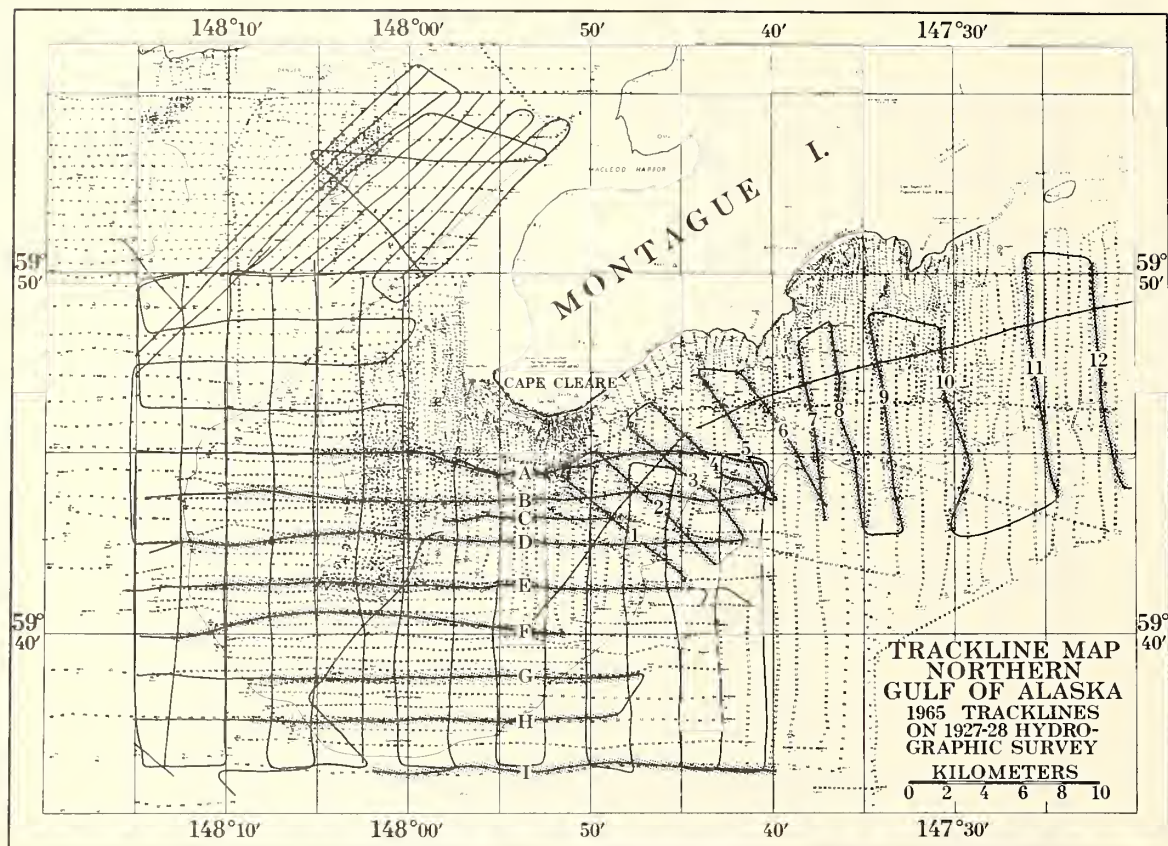 148°10′ 148°00′ 50′ 40′ 147°30′
MACLEOD HARBOR
MONTAGUE I.
59° 50′
59° 50′
CAPE CLEARE
12
11
10
9
8
7
6
5
4
3
2
1
A
B
C
D
E
F
G
H
I
59° 40′
59° 40′
TRACKLINE MAP
NORTHERN
GULF OF ALASKA
1965 TRACKLINES
ON 1927-28 HYDRO-
GRAPHIC SURVEY
KILOMETERS
0 2 4 6 8 10
148°10′ 148°00′ 50′ 40′ 147°30′